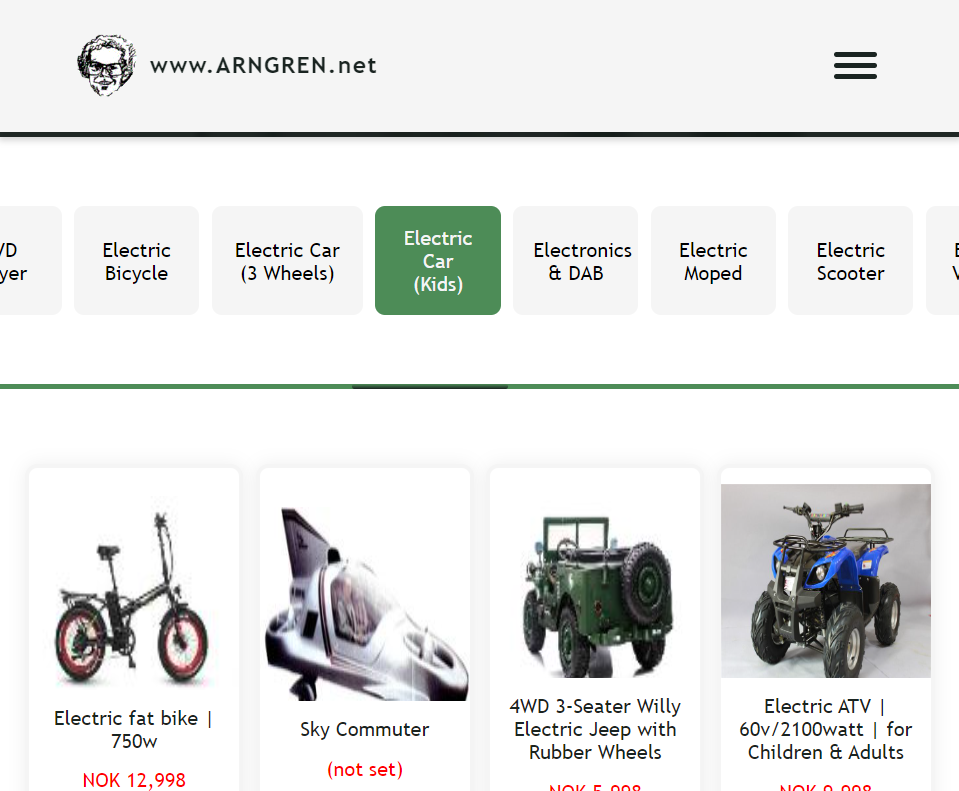 www.ARNGREN.net
Electric
Bicycle
Electric Car
(3 Wheels)
Electric
Car
(Kids)
Electronics
& DAB
Electric
Moped
Electric
Scooter
Electric fat bike |
750w
NOK 12,998
Sky Commuter
(not set)
4WD 3-Seater Willy
Electric Jeep with
Rubber Wheels
NOK 5,998
Electric ATV |
60v/2100watt | for
Children & Adults
NOK 9,998